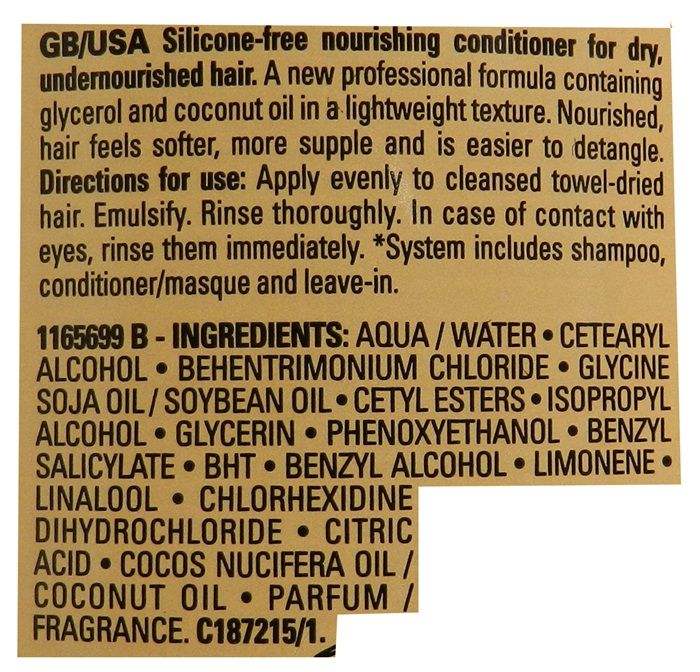 GB/USA Silicone-free nourishing conditioner for dry,
undernourished hair. A new professional formula containing
glycerol and coconut oil in a lightweight texture. Nourished,
hair feels softer, more supple and is easier to detangle.
Directions for use: Apply evenly to cleansed towel-dried
hair. Emulsify. Rinse thoroughly. In case of contact with
eyes, rinse them immediately. *System includes shampoo,
conditioner/masque and leave-in.
1165699 B - INGREDIENTS: AQUA / WATER • CETEARYL
ALCOHOL • BEHENTRIMONIUM CHLORIDE • GLYCINE
SOJA OIL / SOYBEAN OIL • CETYL ESTERS • ISOPROPYL
ALCOHOL • GLYCERIN • PHENOXYETHANOL • BENZYL
SALICYLATE • BHT • BENZYL ALCOHOL • LIMONENE •
LINALOOL • CHLORHEXIDINE
DIHYDROCHLORIDE • CITRIC
ACID • COCOS NUCIFERA OIL /
COCONUT OIL • PARFUM /
FRAGRANCE. C187215/1.